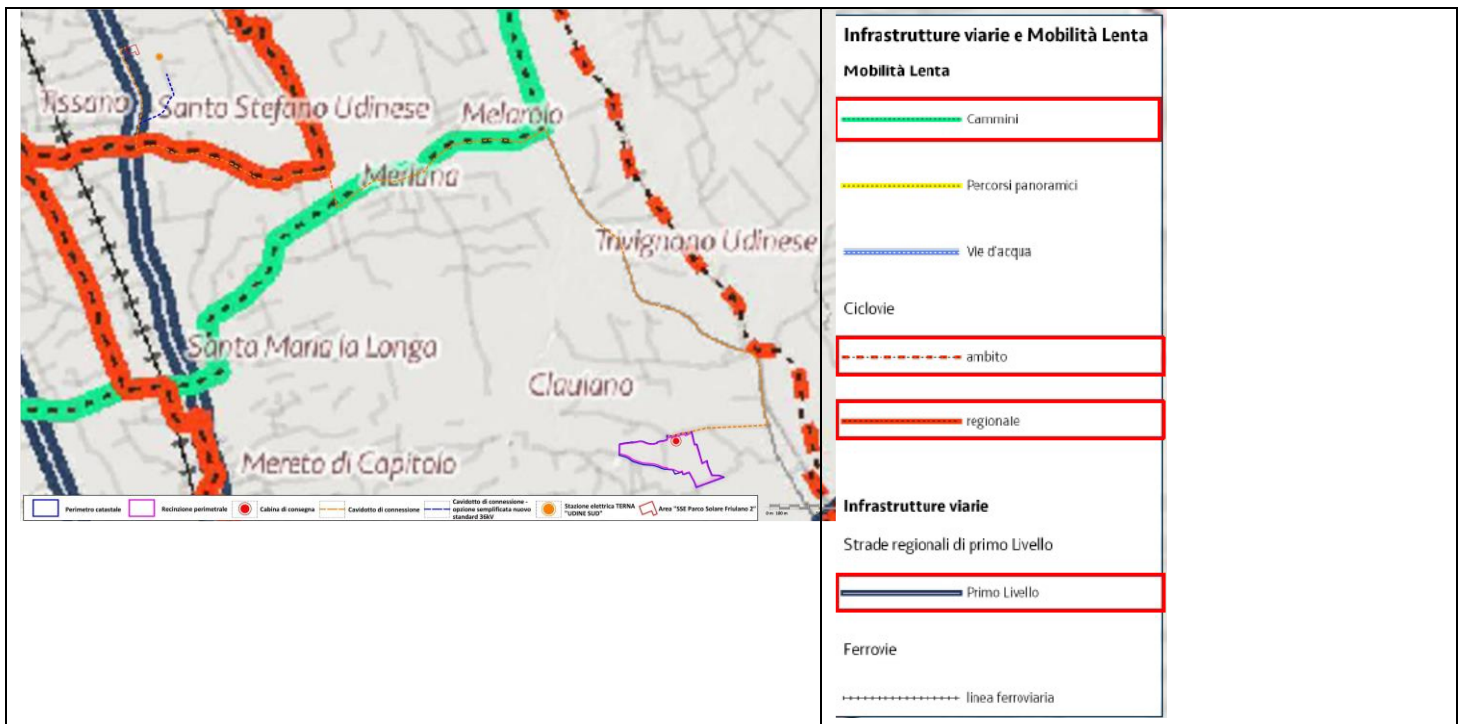 Tissano
Santo Stefano Udinese
Melarolo
Merlana
Trivignano Udinese
Santa Maria la Longa
Clauiano
Mereto di Capitolo
Perimetro catastale
Recinzione perimetrale
Cabina di consegna
Cavidotto di connessione
Cavidotto di connessione -
opzione semplificata nuovo
standard 36kV
Stazione elettrica TERNA
"UDINE SUD"
Area "SSE Parco Solare Friulano 2"
Infrastrutture viarie e Mobilità Lenta
Mobilità Lenta
Cammini
Percorsi panoramici
Vie d'acqua
Ciclovie
ambito
regionale
Infrastrutture viarie
Strade regionali di primo Livello
Primo Livello
Ferrovie
linea ferroviaria